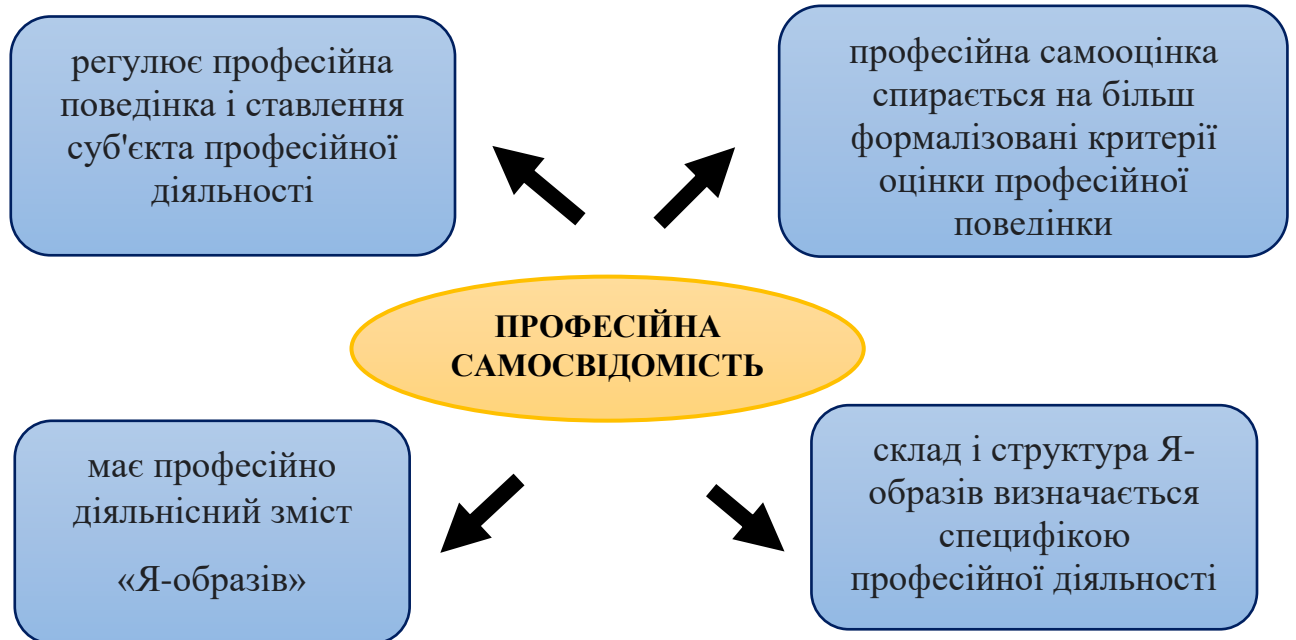 регулює професійна
поведінка і ставлення
суб'єкта професійної
діяльності
професійна самооцінка
спирається на більш
формалізовані критерії
оцінки професійної
поведінки
ПРОФЕСІЙНА
САМОСВІДОМІСТЬ
має професійно
діяльнісний зміст
«Я-образів»
склад і структура Я-
образів визначається
специфікою
професійної діяльності